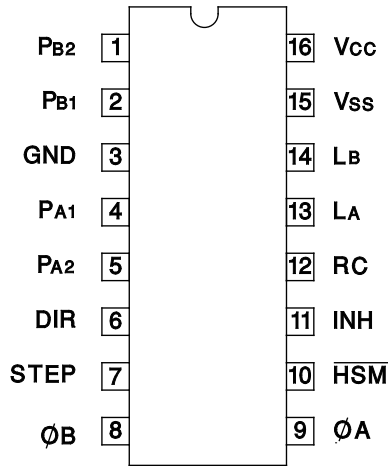 PB2 1 16 VCC
PB1 2 15 VSS
GND 3 14 LB
PA1 4 13 LA
PA2 5 12 RC
DIR 6 11 INH
STEP 7 10 H̅S̅M̅
ØB 8 9 ØA